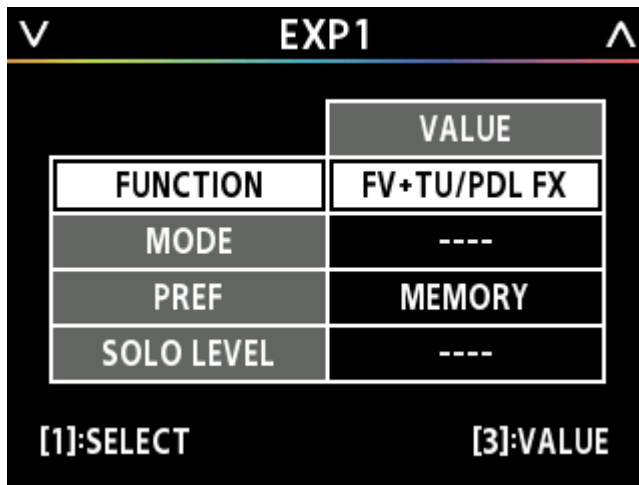 EXP1
VALUE
FUNCTION FV+TU/PDL FX
MODE ----
PREF MEMORY
SOLO LEVEL ----
[1]:SELECT [3]:VALUE